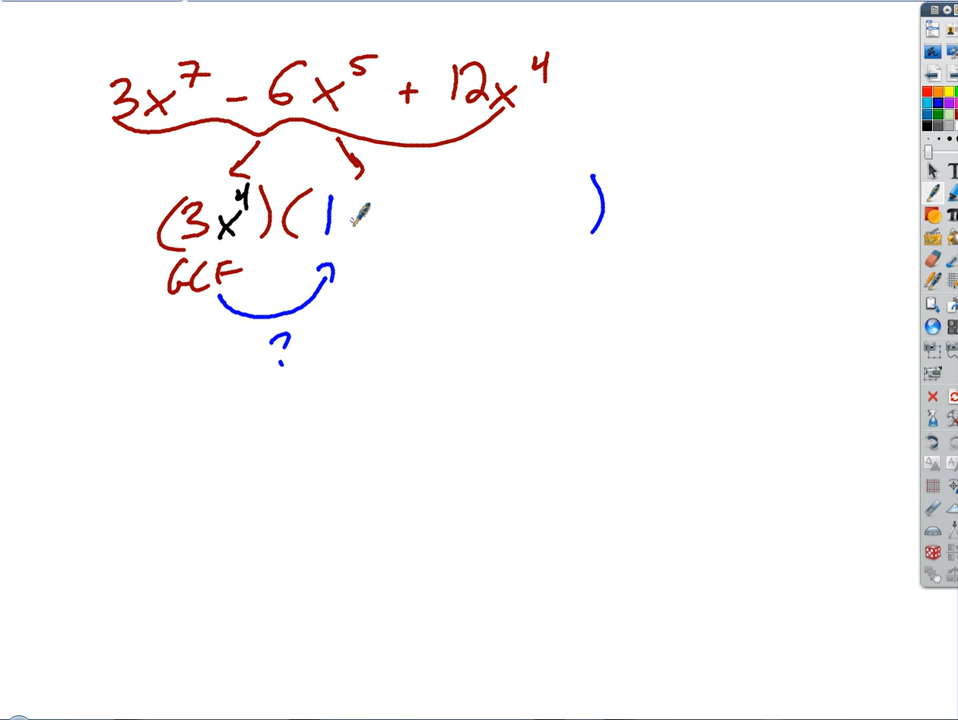 3x⁷ - 6x⁵ + 12x⁴
(3x⁴)(1 )
GCF
?